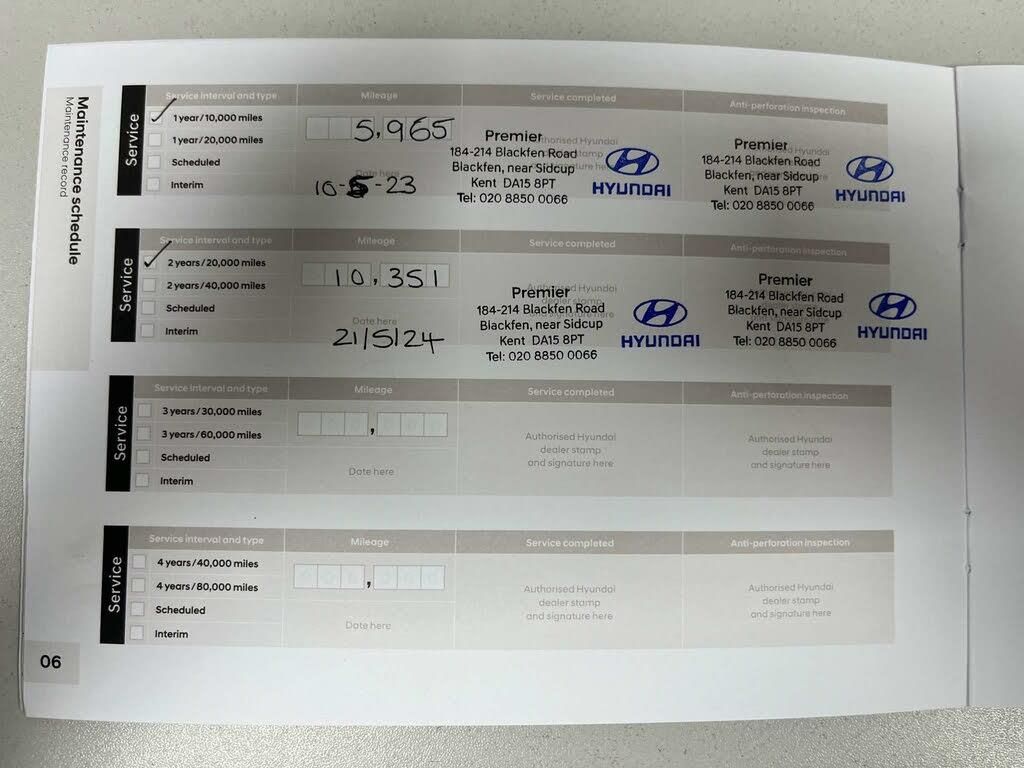 Maintenance schedule
Maintenance record
Service
Service interval and type
Mileage
Service completed
Anti-perforation inspection
1 year/10,000 miles
1 year/20,000 miles
Scheduled
Interim
5,965
Date here
10-5-23
Authorised Hyundai
Premier
184-214 Blackfen Road
Blackfen, near Sidcup
Kent DA15 8PT
Tel: 020 8850 0066
HYUNDAI
Hyundai
Premier
184-214 Blackfen Road
Blackfen, near Sidcup
Kent DA15 8PT
Tel: 020 8850 0066
HYUNDAI
Service
Service interval and type
Mileage
Service completed
Anti-perforation inspection
2 years/20,000 miles
2 years/40,000 miles
Scheduled
Interim
10,351
Date here
21/5/24
Authorised Hyundai
dealer stamp
Premier
184-214 Blackfen Road
Blackfen, near Sidcup
Kent DA15 8PT
Tel: 020 8850 0066
HYUNDAI
Premier
184-214 Blackfen Road
Blackfen, near Sidcup
Kent DA15 8PT
Tel: 020 8850 0066
HYUNDAI
Service
Service interval and type
Mileage
Service completed
Anti-perforation inspection
3 years/30,000 miles
3 years/60,000 miles
Scheduled
Interim
,
Date here
Authorised Hyundai
dealer stamp
and signature here
Authorised Hyundai
dealer stamp
and signature here
Service
Service interval and type
Mileage
Service completed
Anti-perforation inspection
4 years/40,000 miles
4 years/80,000 miles
Scheduled
Interim
,
Date here
Authorised Hyundai
dealer stamp
and signature here
Authorised Hyundai
dealer stamp
and signature here
06